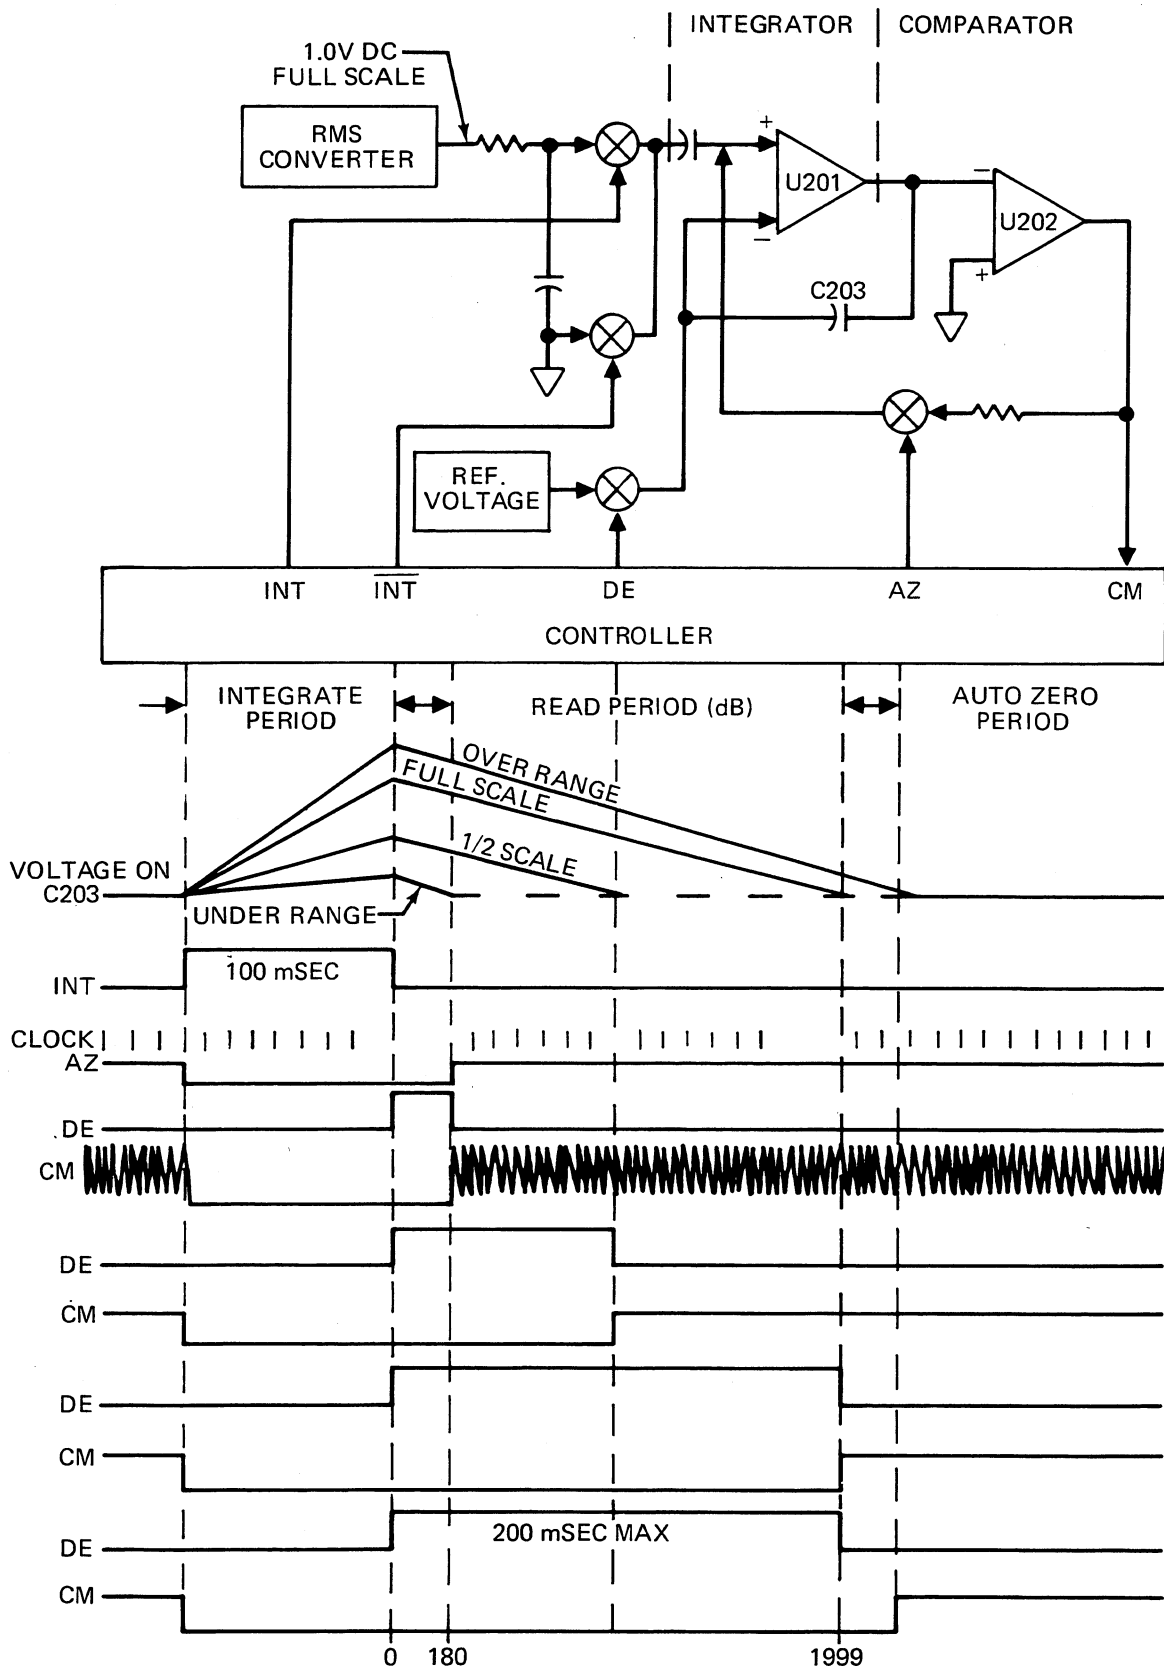 INTEGRATOR
COMPARATOR
1.0V DC
FULL SCALE
RMS
CONVERTER
+
−
U201
−
+
U202
C203
REF.
VOLTAGE
INT
INT
DE
AZ
CM
CONTROLLER
INTEGRATE
PERIOD
READ PERIOD (dB)
AUTO ZERO
PERIOD
OVER RANGE
FULL SCALE
1/2 SCALE
VOLTAGE ON
C203
UNDER RANGE
INT
100 mSEC
CLOCK
AZ
DE
CM
DE
CM
DE
CM
DE
200 mSEC MAX
CM
0
180
1999